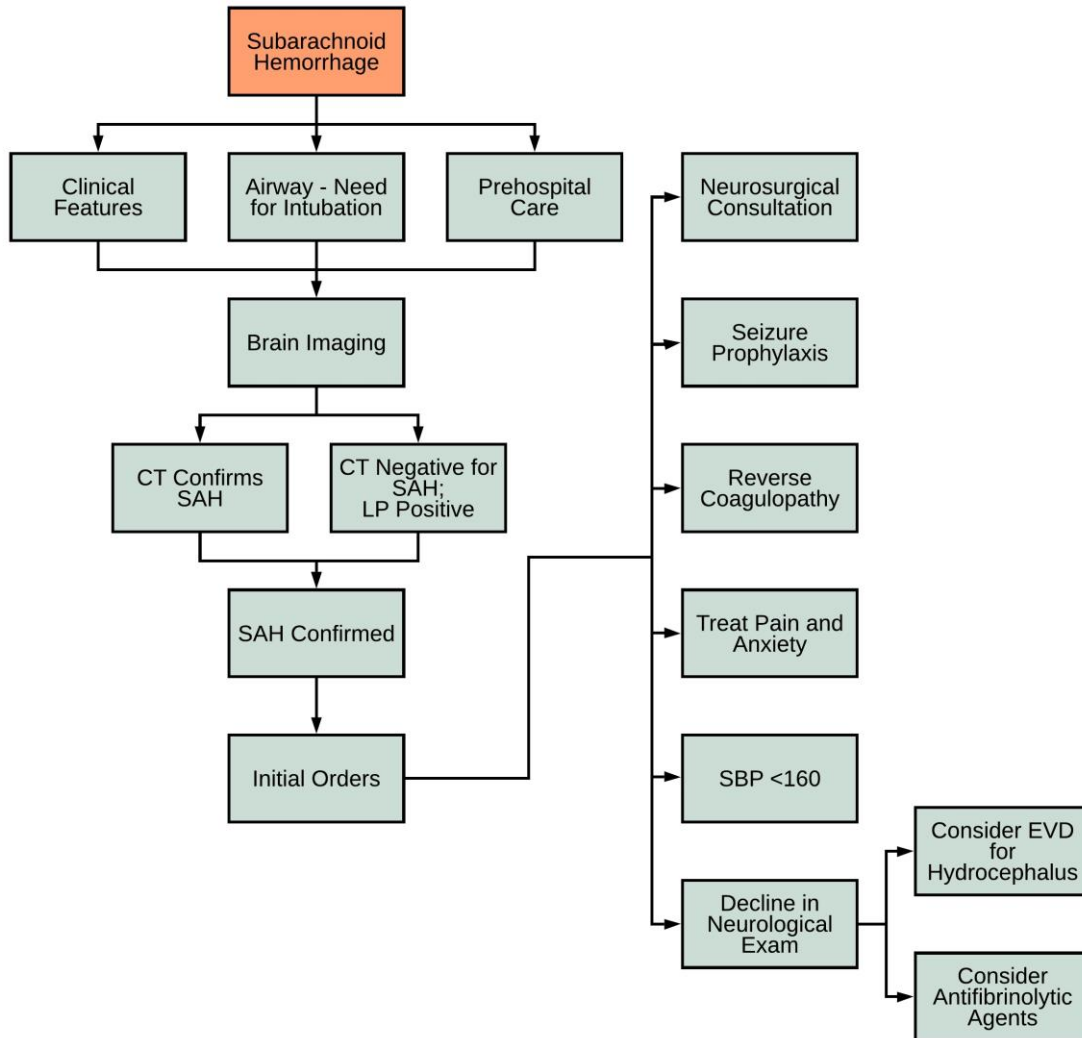 Subarachnoid
Hemorrhage
Clinical
Features
Airway - Need
for Intubation
Prehospital
Care
Brain Imaging
CT Confirms
SAH
CT Negative for
SAH;
LP Positive
SAH Confirmed
Initial Orders
Neurosurgical
Consultation
Seizure
Prophylaxis
Reverse
Coagulopathy
Treat Pain and
Anxiety
SBP <160
Decline in
Neurological
Exam
Consider EVD
for
Hydrocephalus
Consider
Antifibrinolytic
Agents